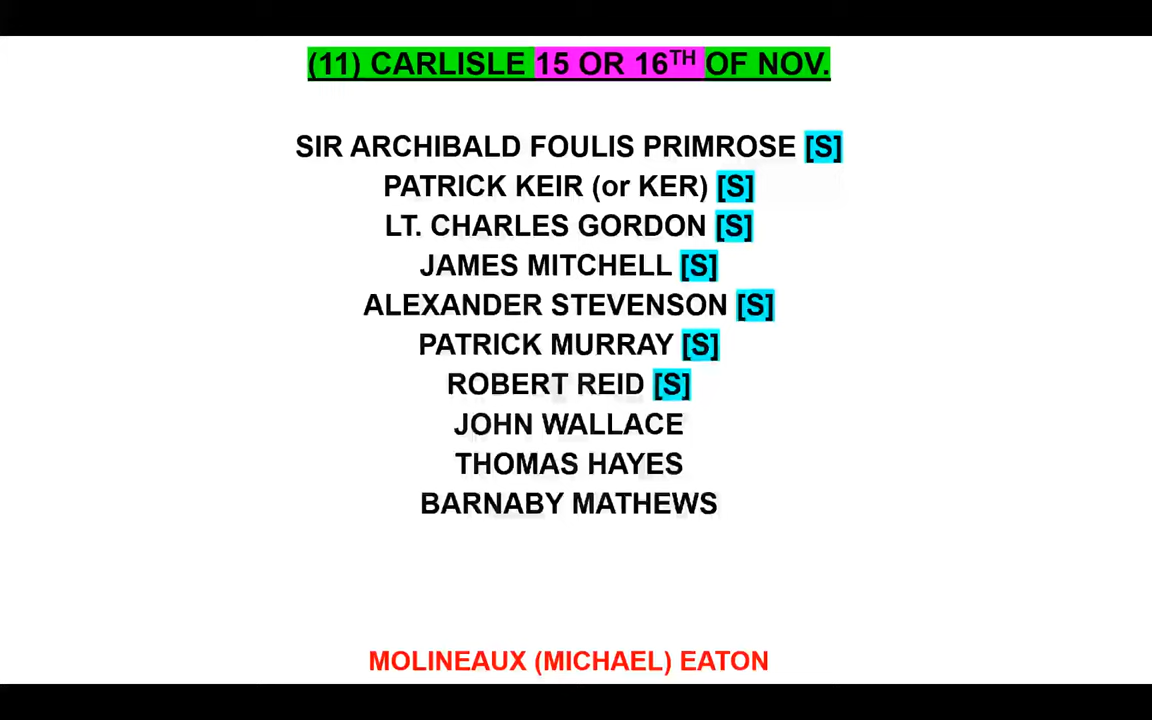 (11) CARLISLE 15 OR 16TH OF NOV.
SIR ARCHIBALD FOULIS PRIMROSE [S]
PATRICK KEIR (or KER) [S]
LT. CHARLES GORDON [S]
JAMES MITCHELL [S]
ALEXANDER STEVENSON [S]
PATRICK MURRAY [S]
ROBERT REID [S]
JOHN WALLACE
THOMAS HAYES
BARNABY MATHEWS
MOLINEAUX (MICHAEL) EATON